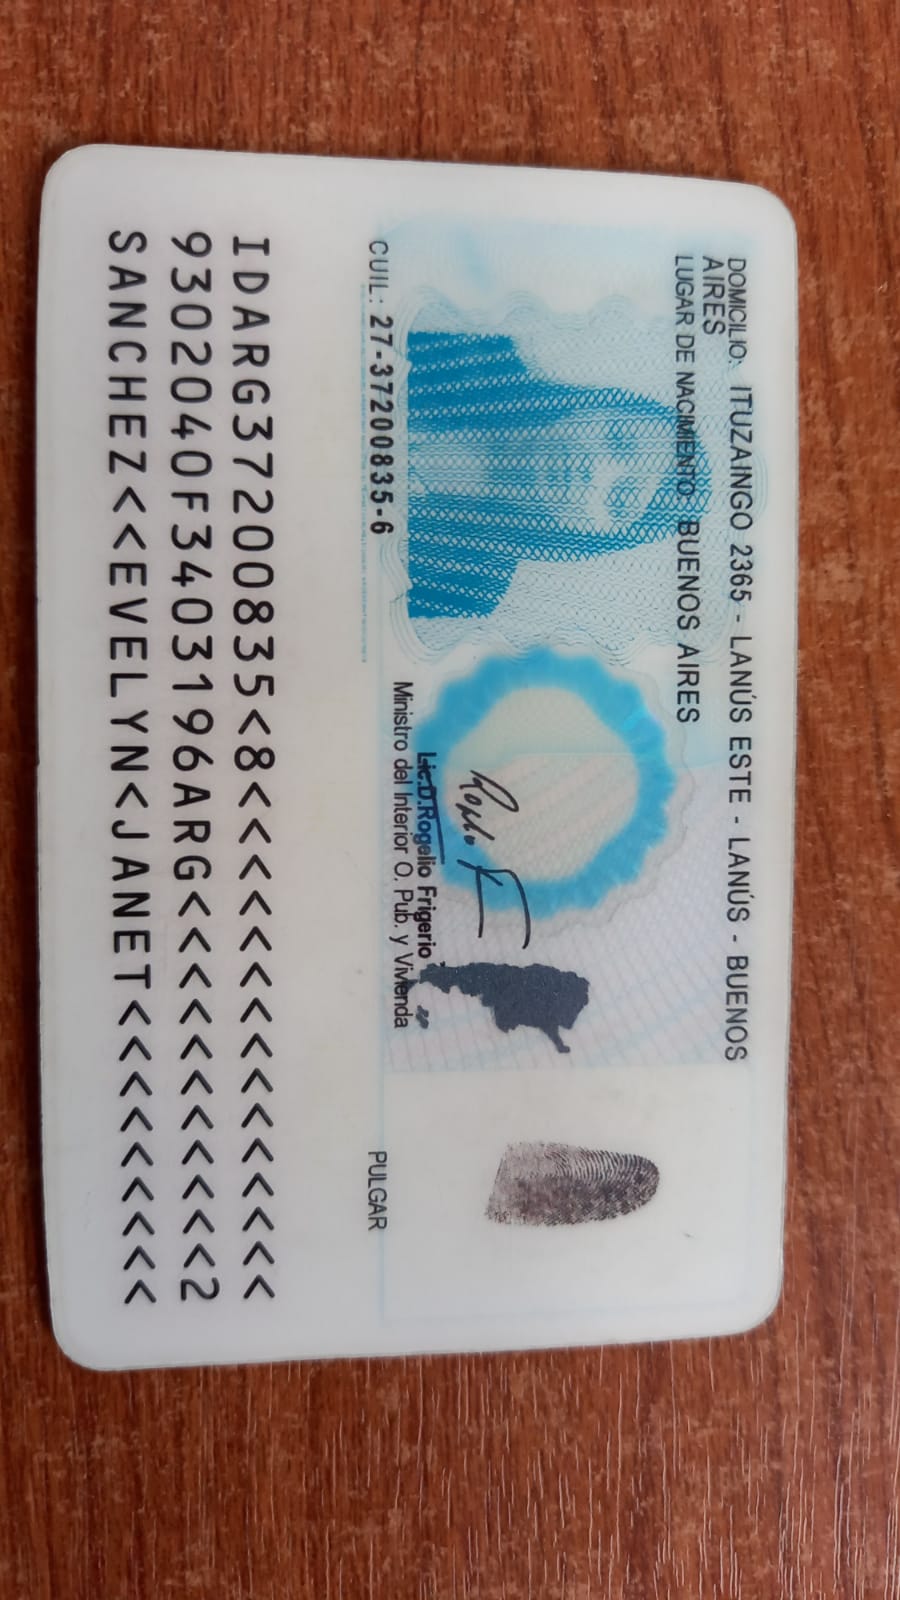 DOMICILIO: ITUZAINGO 2365 - LANÚS ESTE - LANÚS - BUENOS
AIRES
LUGAR DE NACIMIENTO: BUENOS AIRES
Lic.D.Rogelio Frigerio
Ministro del Interior O. Pub. y Vivienda
CUIL: 27-37200835-6
PULGAR
IDARG37200835<8<<<<<<<<<<<<<<<
9302040F3403196ARG<<<<<<<<<<<2
SANCHEZ<<EVELYN<JANET<<<<<<<<<